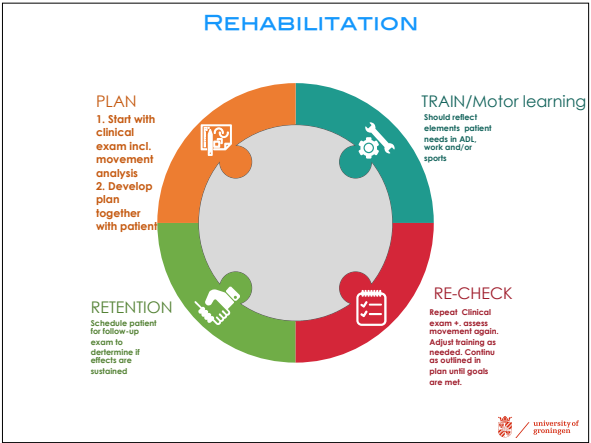 REHABILITATION
PLAN
1. Start with
clinical
exam incl.
movement
analysis
2. Develop
plan
together
with patient
TRAIN/Motor learning
Should reflect
elements patient
needs in ADL,
work and/or
sports
RETENTION
Schedule patient
for follow-up
exam to
dertermine if
effects are
sustained
RE-CHECK
Repeat Clinical
exam +. assess
movement again.
Adjust training as
needed. Continu
as outlined in
plan until goals
are met.
university of
groningen